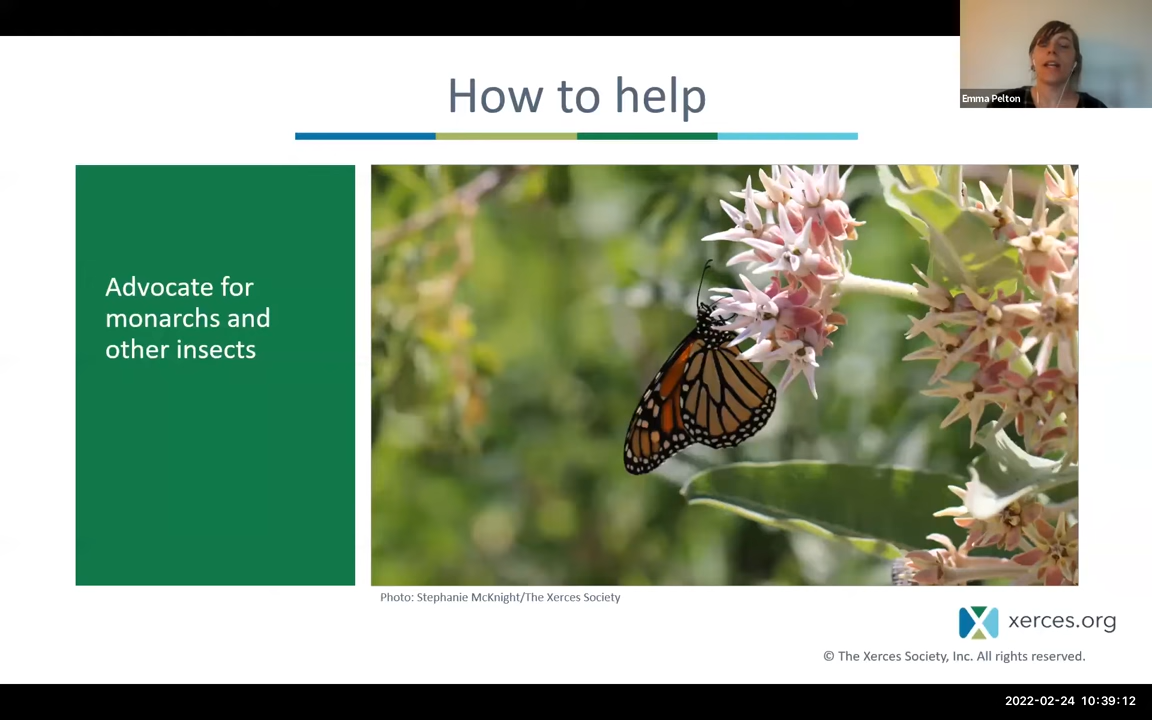 How to help
Emma Pelton
Advocate for
monarchs and
other insects
Photo: Stephanie McKnight/The Xerces Society
xerces.org
© The Xerces Society, Inc. All rights reserved.
2022-02-24 10:39:12